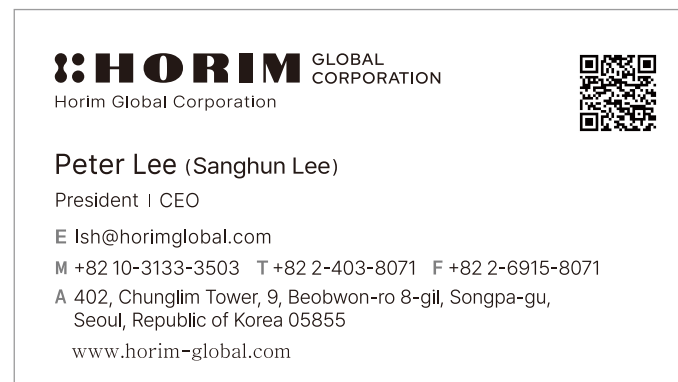 HORIM GLOBAL
CORPORATION
Horim Global Corporation
Peter Lee (Sanghun Lee)
President | CEO
E lsh@horimglobal.com
M +82 10-3133-3503 T +82 2-403-8071 F +82 2-6915-8071
A 402, Chunglim Tower, 9, Beobwon-ro 8-gil, Songpa-gu,
Seoul, Republic of Korea 05855
www.horim-global.com